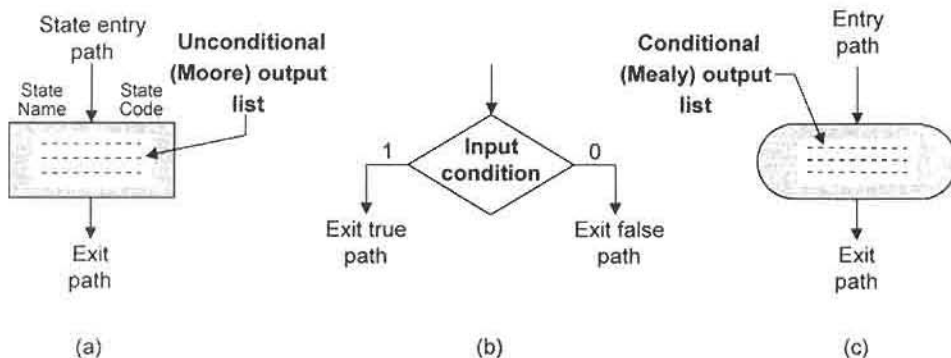 State entry
path
Unconditional
(Moore) output
list
State
Name
State
Code
Exit
path
(a)
Input
condition
1
0
Exit true
path
Exit false
path
(b)
Entry
path
Conditional
(Mealy) output
list
Exit
path
(c)